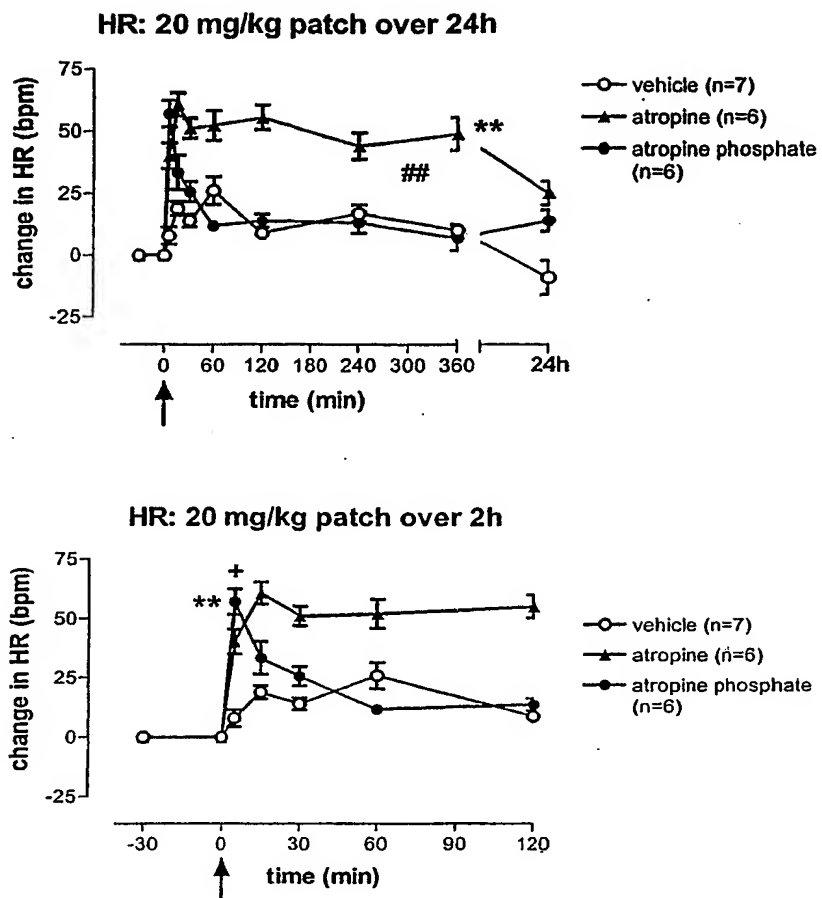 HR: 20 mg/kg patch over 24h
75
50
25
0
-25
change in HR (bpm)
**
##
vehicle (n=7)
atropine (n=6)
atropine phosphate
(n=6)
0 60 120 180 240 300 360 24h
time (min)
HR: 20 mg/kg patch over 2h
75
50
25
0
-25
change in HR (bpm)
+
**
vehicle (n=7)
atropine (n=6)
atropine phosphate
(n=6)
-30 0 30 60 90 120
time (min)